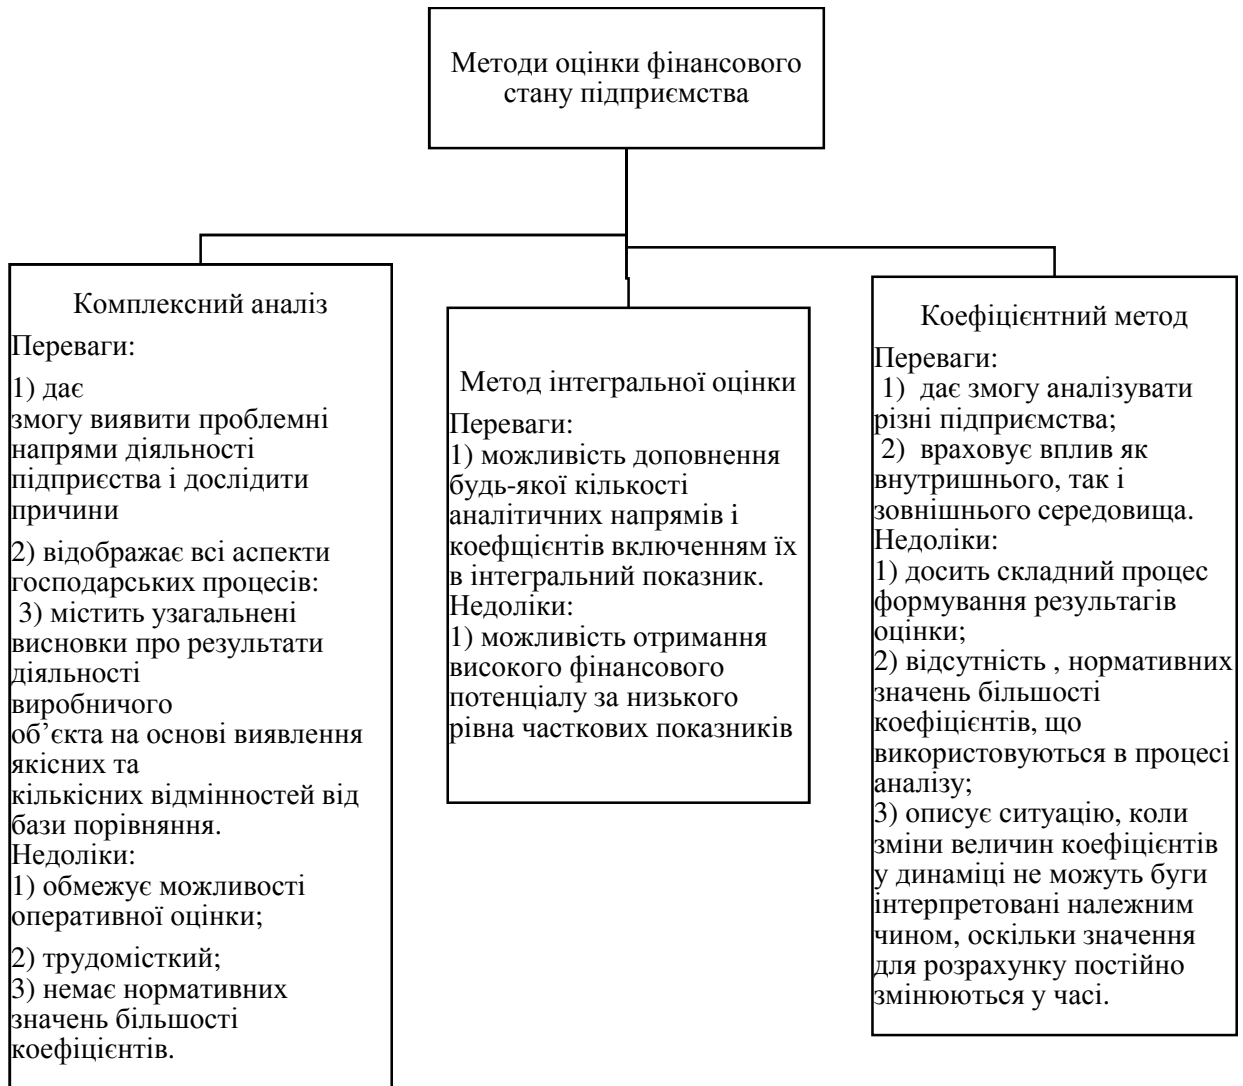 Методи оцінки фінансового
стану підприємства
Комплексний аналіз
Переваги:
1) дає
змогу виявити проблемні
напрями діяльності
підприєства і дослідити
причини
2) відображає всі аспекти
господарських процесів:
3) містить узагальнені
висновки про результати
діяльності
виробничого
об’єкта на основі виявлення
якісних та
кількісних відмінностей від
бази порівняння.
Недоліки:
1) обмежує можливості
оперативної оцінки;
2) трудомісткий;
3) немає нормативних
значень більшості
коефіцієнтів.
Метод інтегральної оцінки
Переваги:
1) можливість доповнення
будь-якої кількості
аналітичних напрямів і
коефщієнтів включенням їх
в інтегральний показник.
Недоліки:
1) можливість отримання
високого фінансового
потенціалу за низького
рівна часткових показників
Коефіцієнтний метод
Переваги:
1) дає змогу аналізувати
різні підприємства;
2) враховує вплив як
внутришнього, так і
зовнішнього середовища.
Недоліки:
1) досить складний процес
формування результагів
оцінки;
2) відсутність , нормативних
значень більшості
коефіцієнтів, що
використовуються в процесі
аналізу;
3) описує ситуацію, коли
зміни величин коефіцієнтів
у динаміці не можуть буги
інтерпретовані належним
чином, оскільки значення
для розрахунку постійно
змінюються у часі.